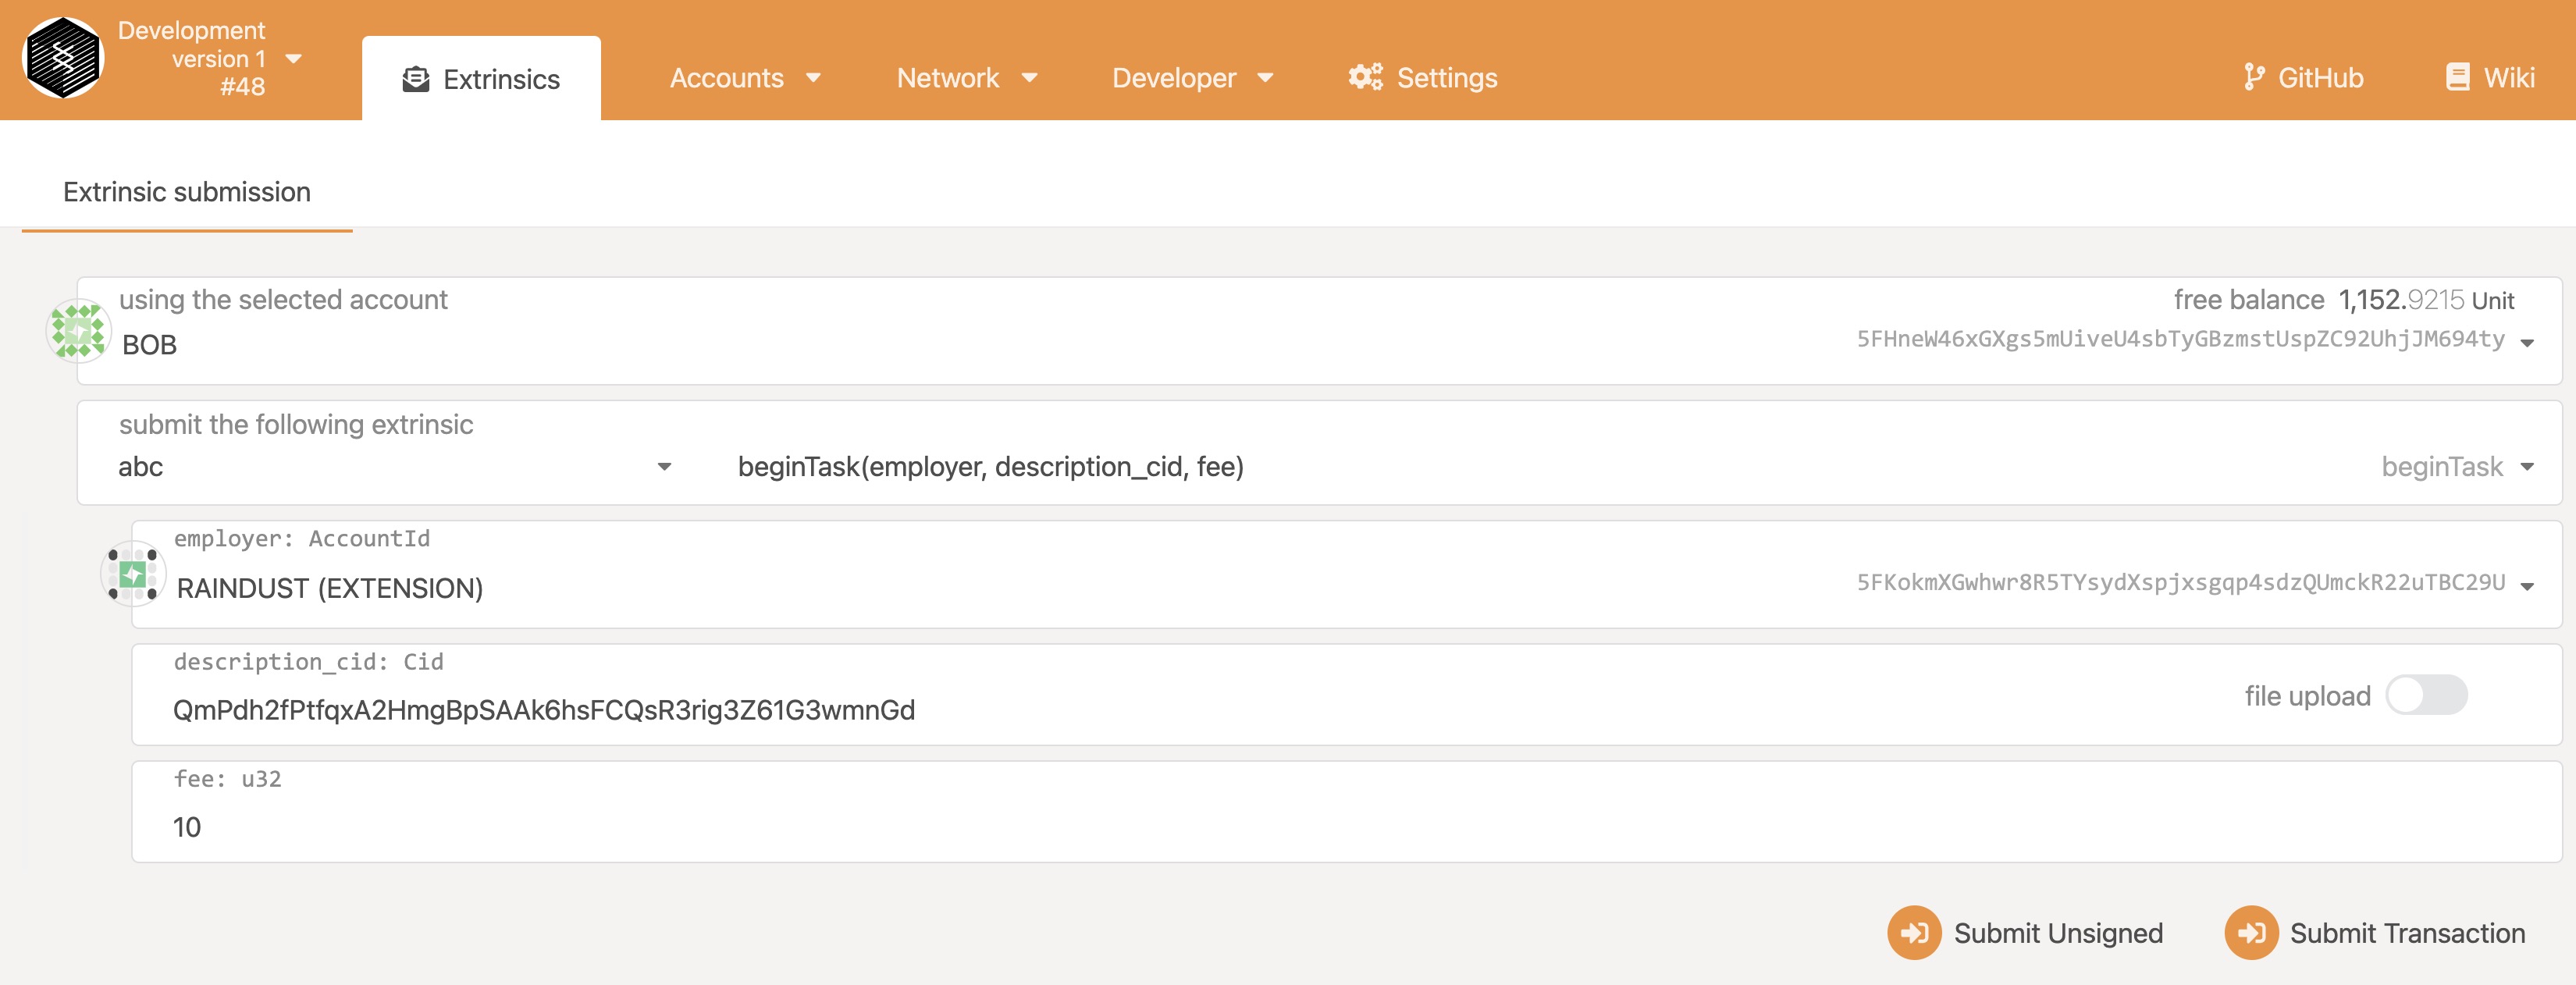 Development
version 1
#48
Extrinsics
Accounts
Network
Developer
Settings
GitHub
Wiki
Extrinsic submission
using the selected account
free balance 1,152.9215 Unit
BOB
5FHneW46xGXgs5mUiveU4sbTyGBzmstUspZC92UhjJM694ty
submit the following extrinsic
abc
beginTask(employer, description_cid, fee)
beginTask
employer: AccountId
RAINDUST (EXTENSION)
5FKokmXGwhwr8R5TYsydXspjxsgqp4sdzQUmckR22uTBC29U
description_cid: Cid
QmPdh2fPtfqxA2HmgBpSAAk6hsFCQsR3rig3Z61G3wmnGd
file upload
fee: u32
10
Submit Unsigned
Submit Transaction